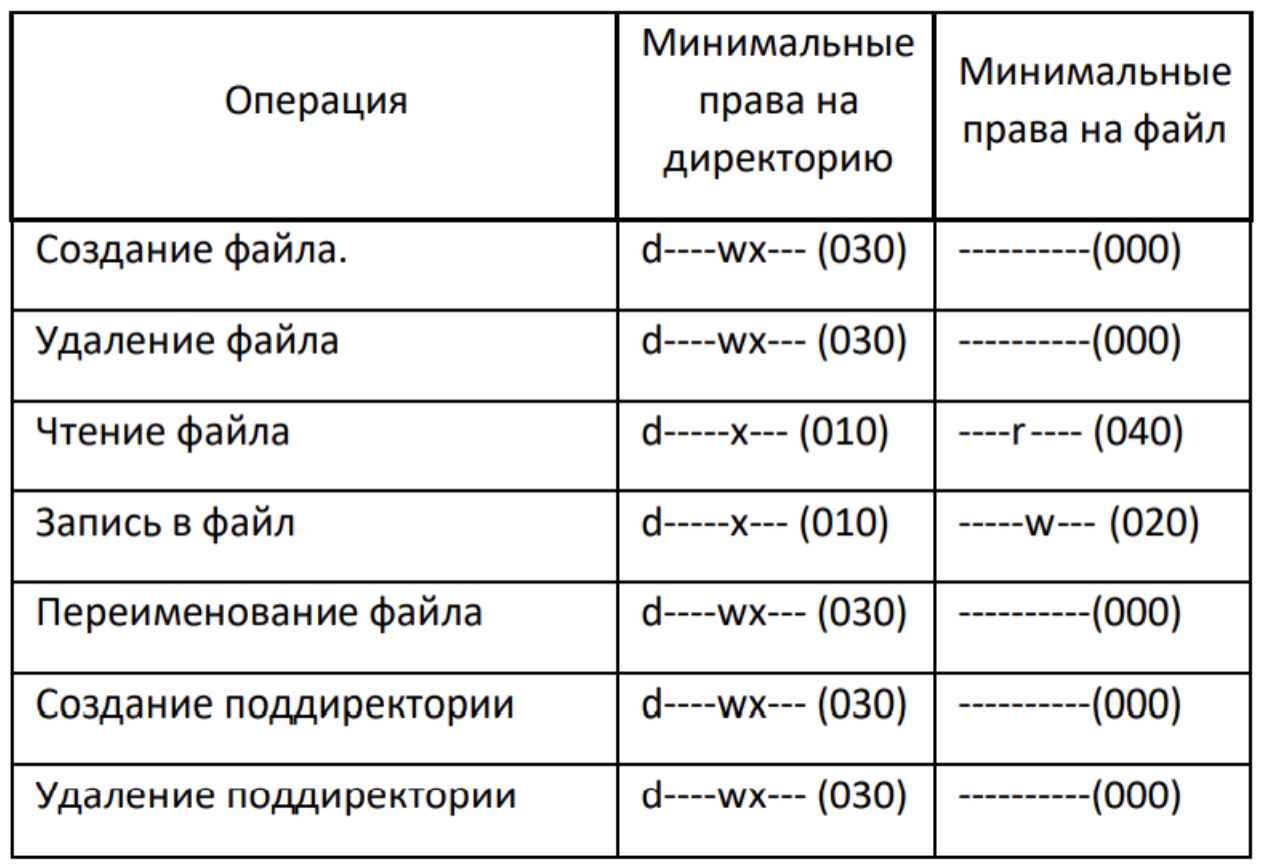 Операция
Минимальные
права на
директорию
Минимальные
права на файл
Создание файла.
d----wx--- (030)
----------(000)
Удаление файла
d----wx--- (030)
----------(000)
Чтение файла
d-----x--- (010)
----r---- (040)
Запись в файл
d-----x--- (010)
-----w--- (020)
Переименование файла
d----wx--- (030)
----------(000)
Создание поддиректории
d----wx--- (030)
----------(000)
Удаление поддиректории
d----wx--- (030)
----------(000)